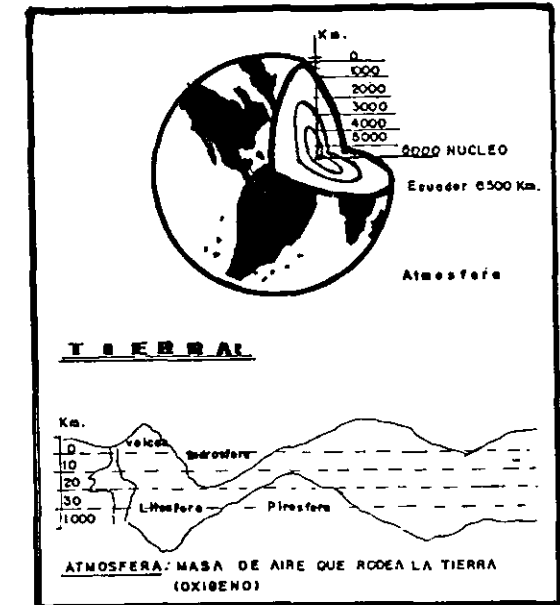 Km.
0
1000
2000
3000
4000
5000
6000 NUCLEO
Ecuador 6500 Km.
Atmosfera
TIERRA:
Km.
0
10
20
30
1000
Volcan
hidrosfera
Litosfera
Pirosfera
ATMOSFERA: MASA DE AIRE QUE RODEA LA TIERRA
(OXIGENO)